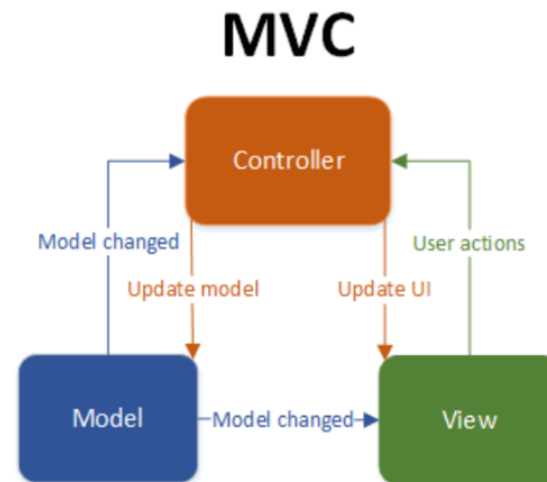 MVC
Controller
Model changed
User actions
Update model
Update UI
Model
Model changed
View